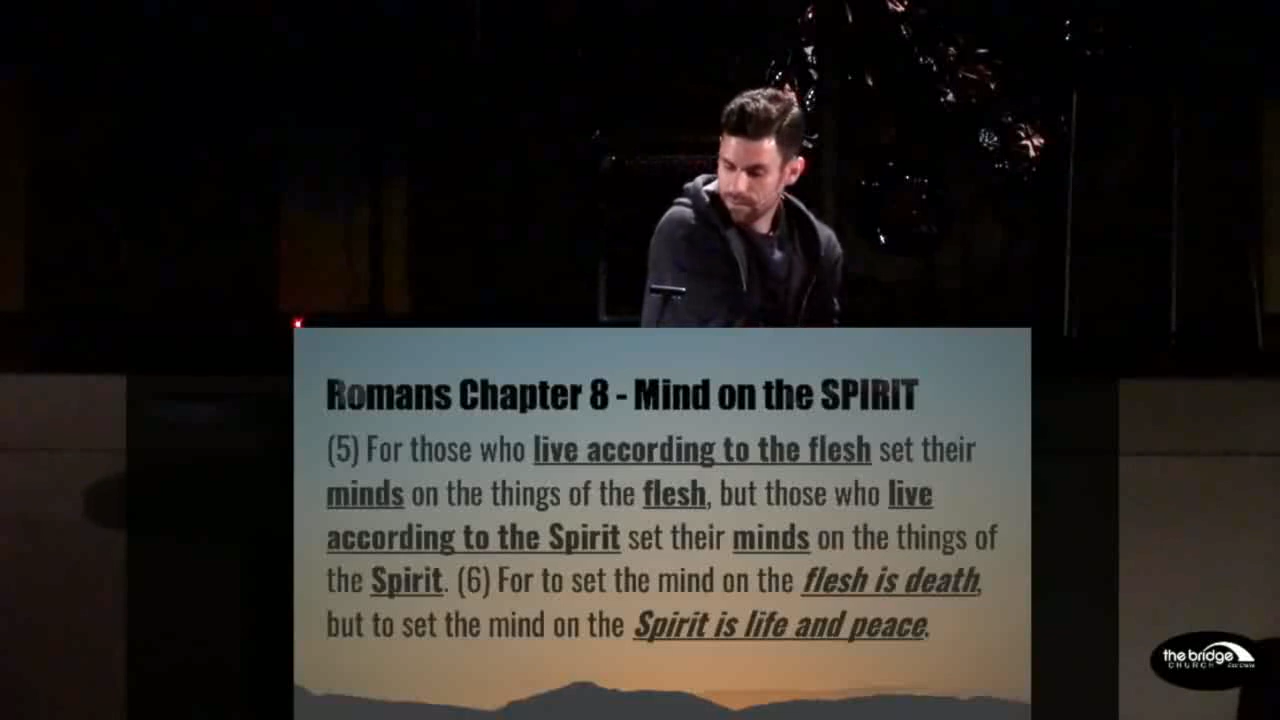 Romans Chapter 8 - Mind on the SPIRIT
(5) For those who live according to the flesh set their
minds on the things of the flesh, but those who live
according to the Spirit set their minds on the things of
the Spirit. (6) For to set the mind on the flesh is death,
but to set the mind on the Spirit is life and peace.
the bridge
CHURCH